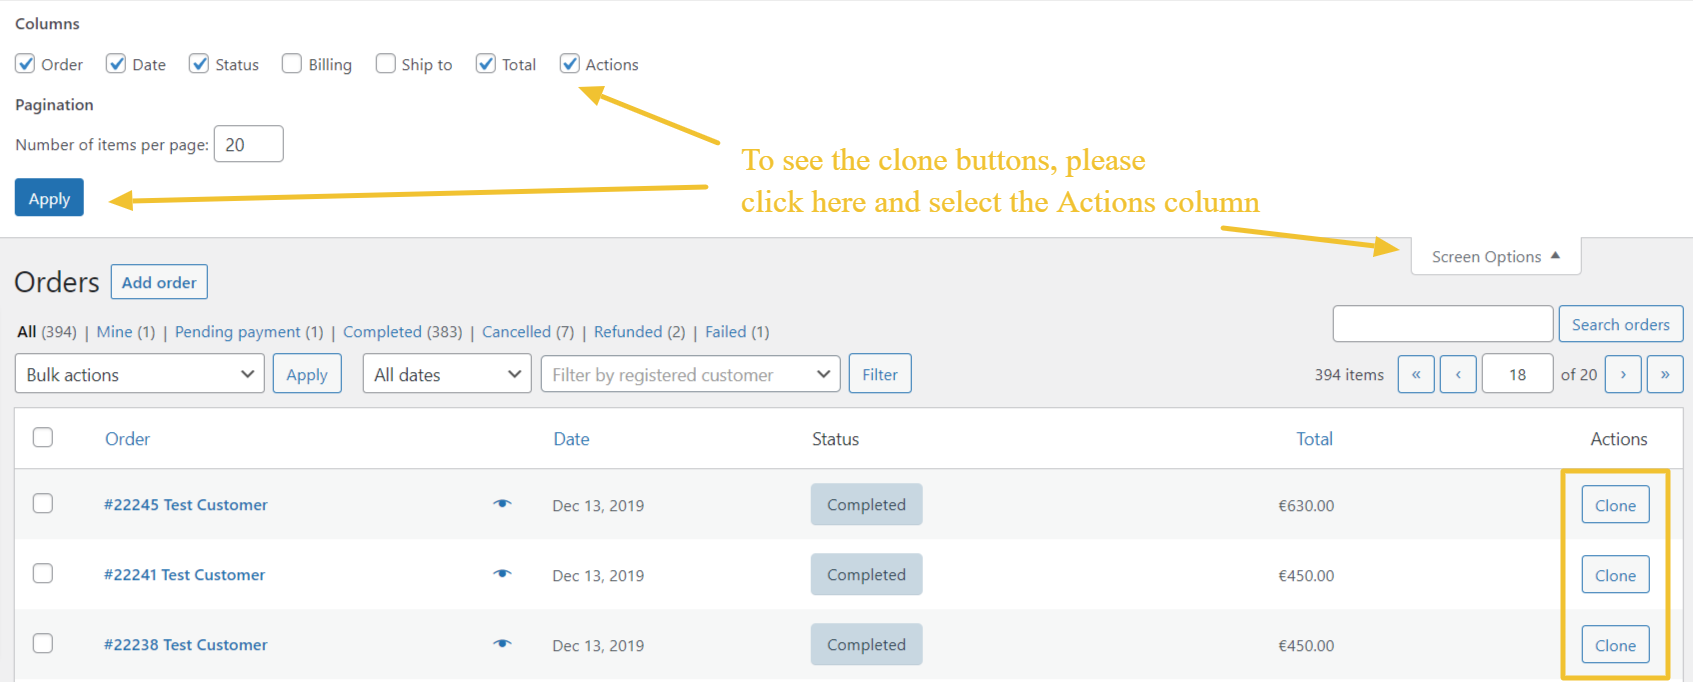 Columns
Order Date Status Billing Ship to Total Actions
Pagination
Number of items per page: 20
To see the clone buttons, please
click here and select the Actions column
Apply
Screen Options
Orders Add order
All (394) | Mine (1) | Pending payment (1) | Completed (383) | Cancelled (7) | Refunded (2) | Failed (1)
Search orders
Bulk actions Apply All dates Filter by registered customer Filter 394 items « ‹ 18 of 20 › »
Order Date Status Total Actions
#22245 Test Customer Dec 13, 2019 Completed €630.00 Clone
#22241 Test Customer Dec 13, 2019 Completed €450.00 Clone
#22238 Test Customer Dec 13, 2019 Completed €450.00 Clone